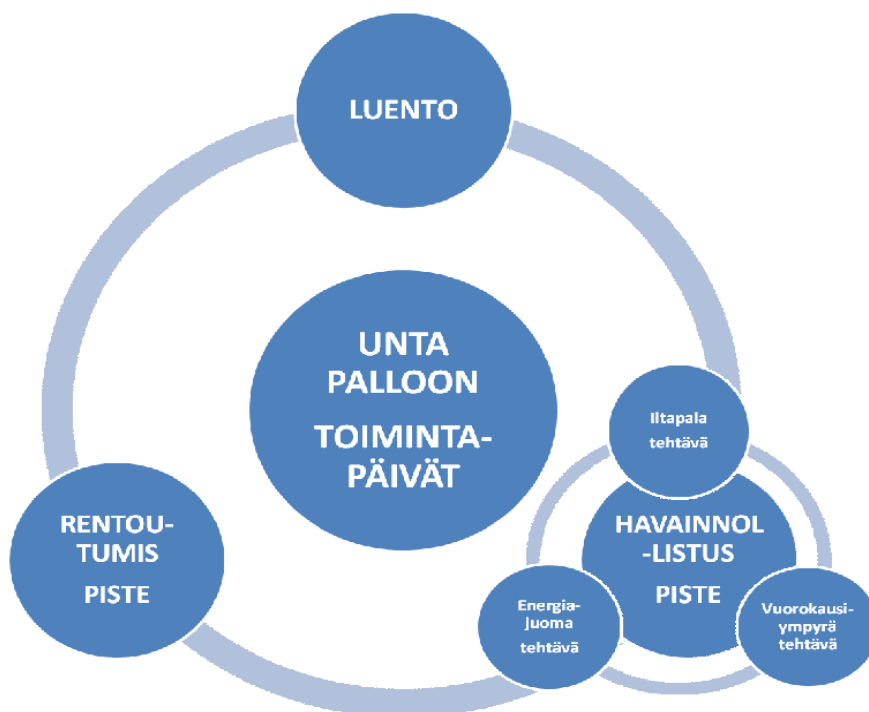 LUENTO
UNTA
PALLOON
TOIMINTA-
PÄIVÄT
Iltapala
tehtävä
RENTOU-
TUMIS
PISTE
HAVAINNOL
-LISTUS
PISTE
Energia-
juoma
tehtävä
Vuorokausi-
ympyrä
tehtävä